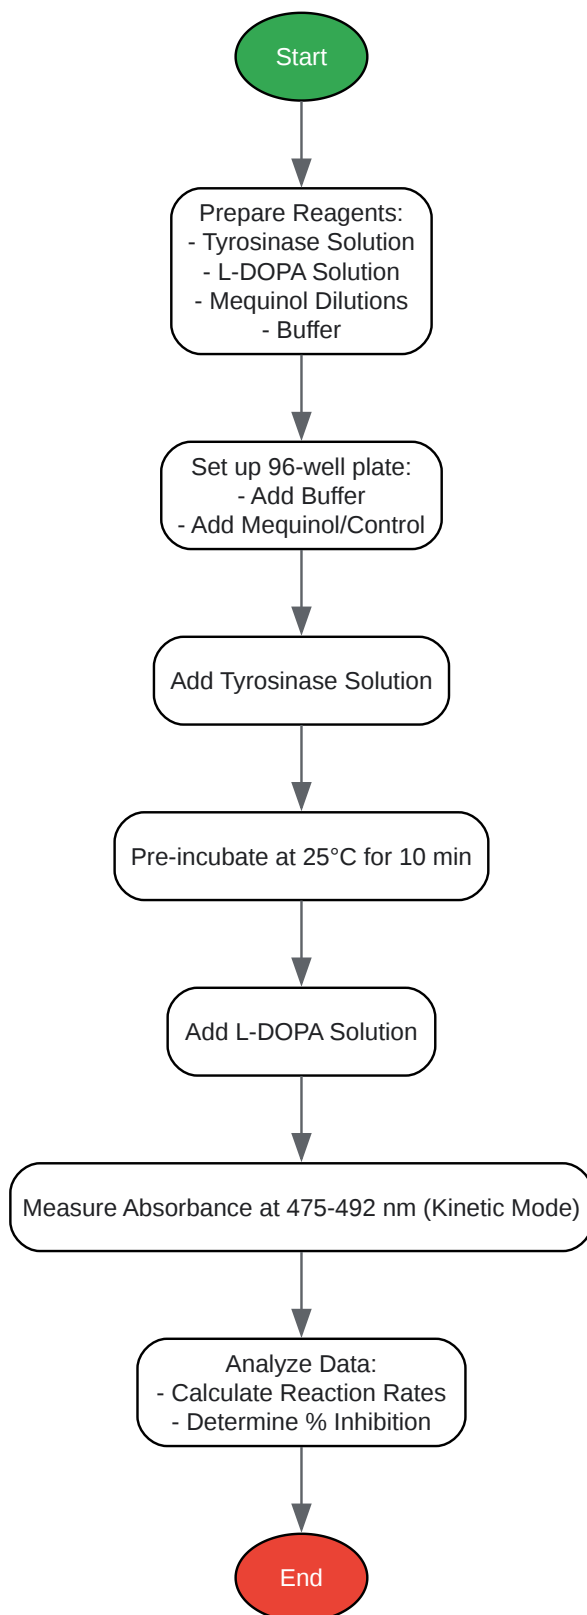 Start
Prepare Reagents:
- Tyrosinase Solution
- L-DOPA Solution
- Mequinol Dilutions
- Buffer
Set up 96-well plate:
- Add Buffer
- Add Mequinol/Control
Add Tyrosinase Solution
Pre-incubate at 25°C for 10 min
Add L-DOPA Solution
Measure Absorbance at 475-492 nm (Kinetic Mode)
Analyze Data:
- Calculate Reaction Rates
- Determine % Inhibition
End